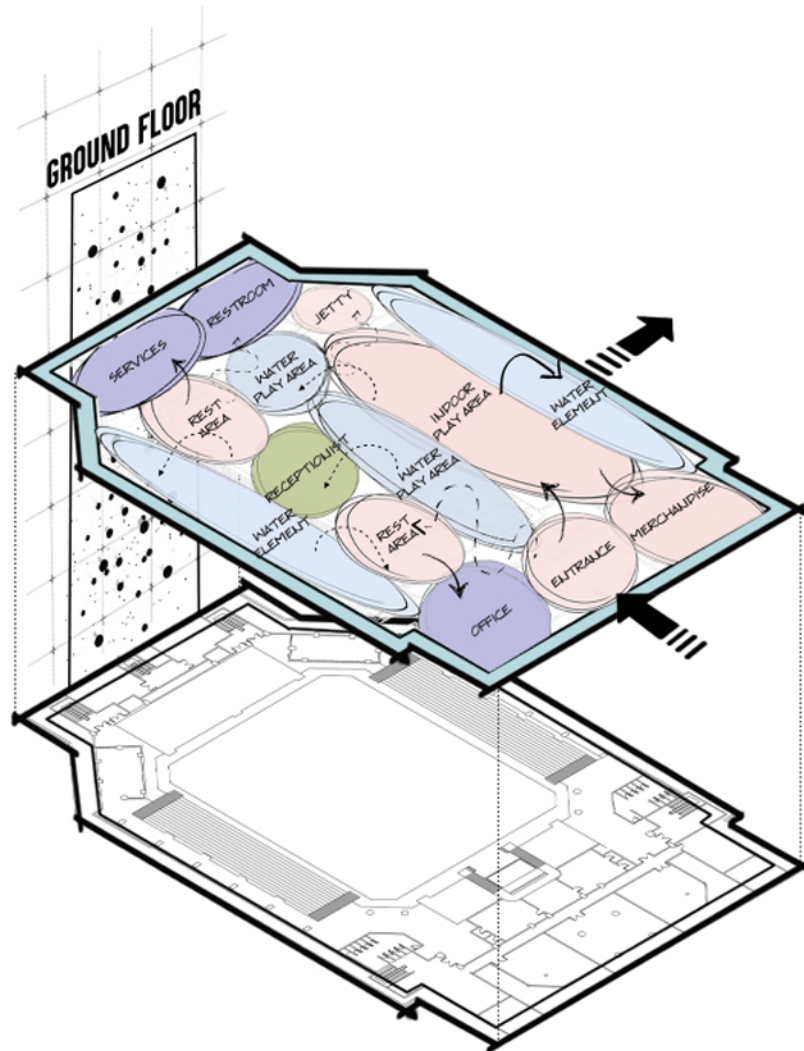 GROUND FLOOR
RESTROOM
JETTY
SERVICES
WATER
PLAY AREA
INDOOR
PLAY AREA
WATER
ELEMENT
REST
AREA
RECEPTIONIST
WATER
PLAY AREA
MERCHANDISE
WATER
ELEMENT
REST
AREA
ENTRANCE
OFFICE